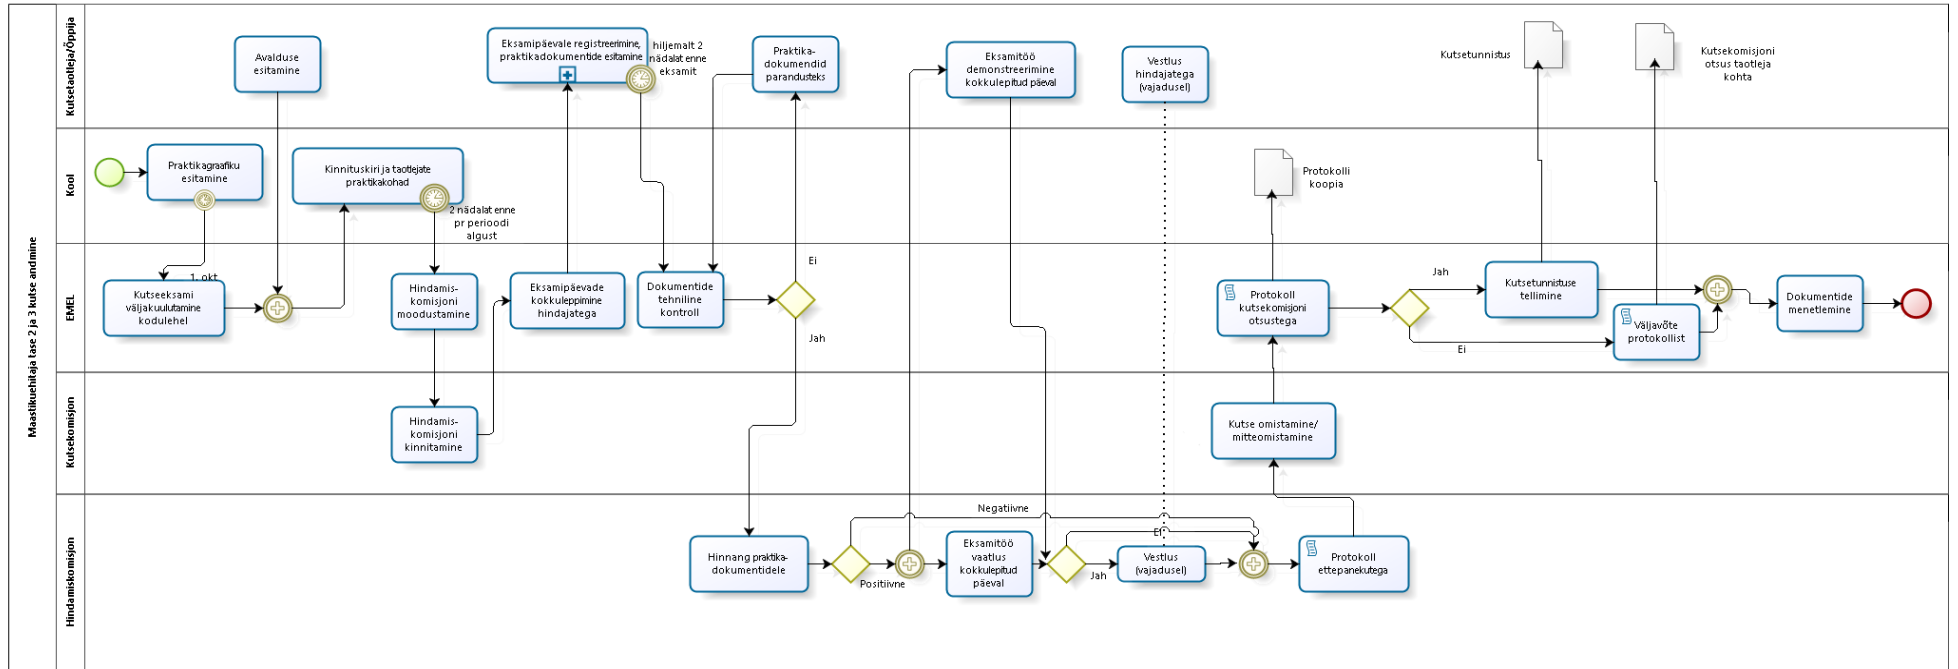 Maastikuehitaja tase 2 ja 3 kutse andmine
Kutsetaotleja/Õppija
Avalduse
esitamine
Eksamipäevale registreerimine,
praktikadokumentide esitamine
hiljemalt 2
nädalat enne
eksamit
Praktika-
dokumendid
parandusteks
Eksamitöö
demonstreerimine
kokkulepitud päeval
Vestlus
hindajatega
(vajadusel)
Kutsetunnistus
Kutsekomisjoni
otsus taotleja
kohta
Kool
Praktikagraafiku
esitamine
Kinnituskiri ja taotlejate
praktikakohad
2 nädalat enne
pr perioodi
algust
Protokolli
koopia
EMEL
1. okt
Kutseeksami
väljakuulutamine
kodulehel
Hindamis-
komisjoni
moodustamine
Eksamipäevade
kokkuleppimine
hindajatega
Dokumentide
tehniline
kontroll
Ei
Jah
Protokoll
kutsekomisjoni
otsustega
Jah
Ei
Kutsetunnistuse
tellimine
Väljavõte
protokollist
Dokumentide
menetlemine
Kutsekomisjon
Hindamis-
komisjoni
kinnitamine
Kutse omistamine/
mitteomistamine
Hindamiskomisjon
Hinnang praktika-
dokumentidele
Negatiivne
Positiivne
Eksamitöö
vaatlus
kokkulepitud
päeval
Ei
Jah
Vestlus
(vajadusel)
Protokoll
ettepanekutega